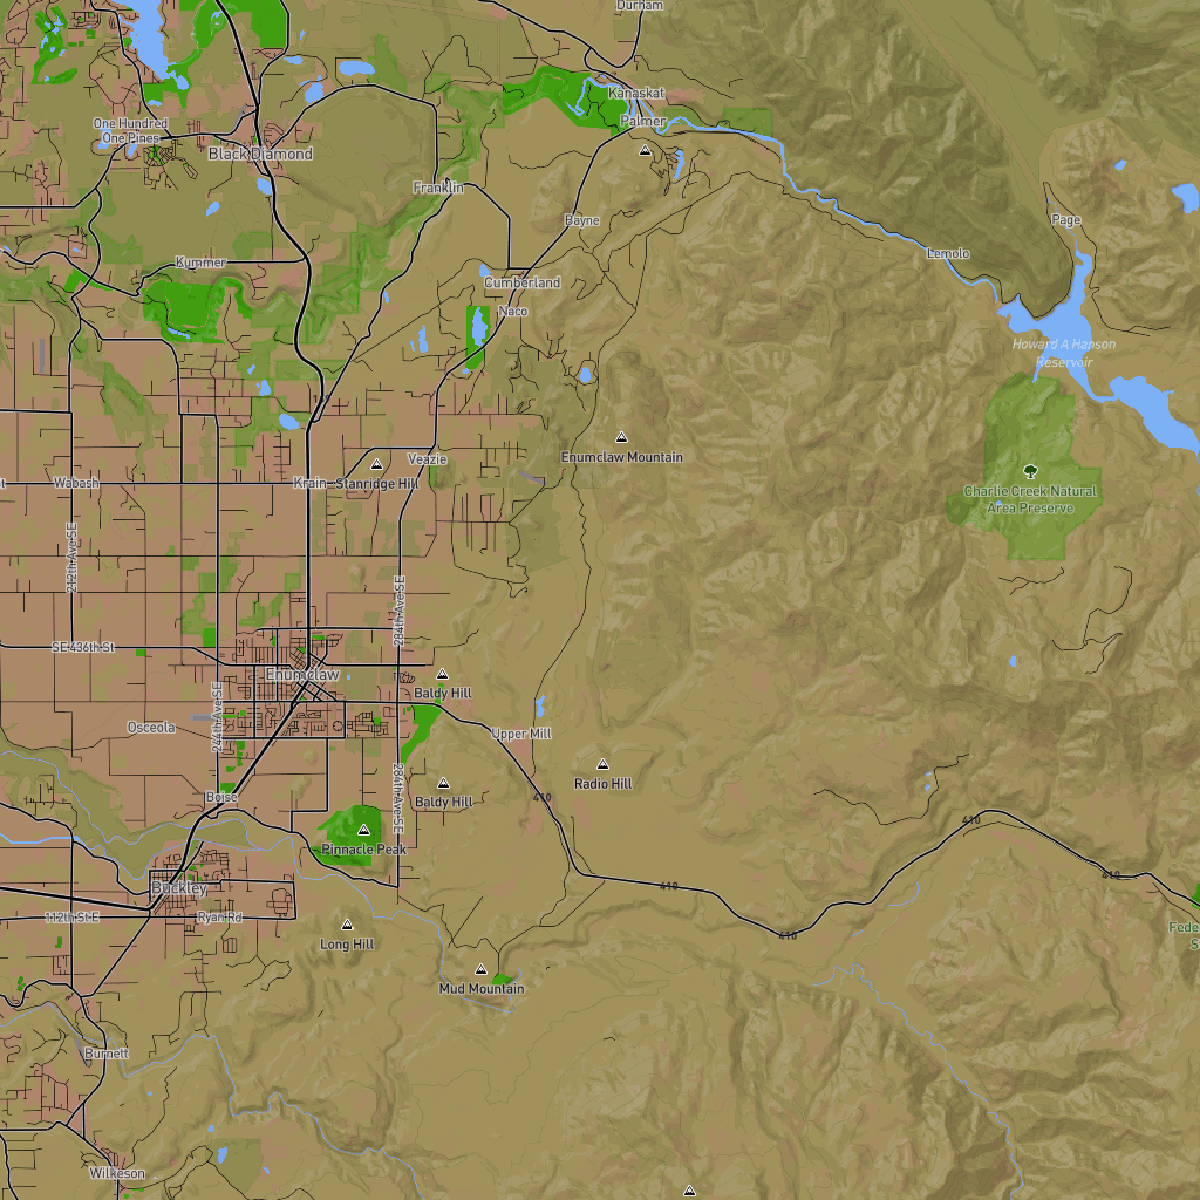 Durham
Kanaskat
One Hundred
One Pines
Palmer
Black Diamond
Franklin
Bayne
Page
Lemolo
Kummer
Cumberland
Naco
Howard A Hanson
Reservoir
Enumclaw Mountain
Veazie
Wabash
Krain
Stanridge Hill
Charlie Creek Natural
Area Preserve
212th Ave SE
284th Ave SE
SE 436th St
Enumclaw
Baldy Hill
244th Ave SE
Osceola
Upper Mill
Radio Hill
284th Ave SE
Boise
410
Baldy Hill
410
Pinnacle Peak
410
410
Buckley
112th St E
Ryan Rd
410
Long Hill
Mud Mountain
Burnett
Wilkeson